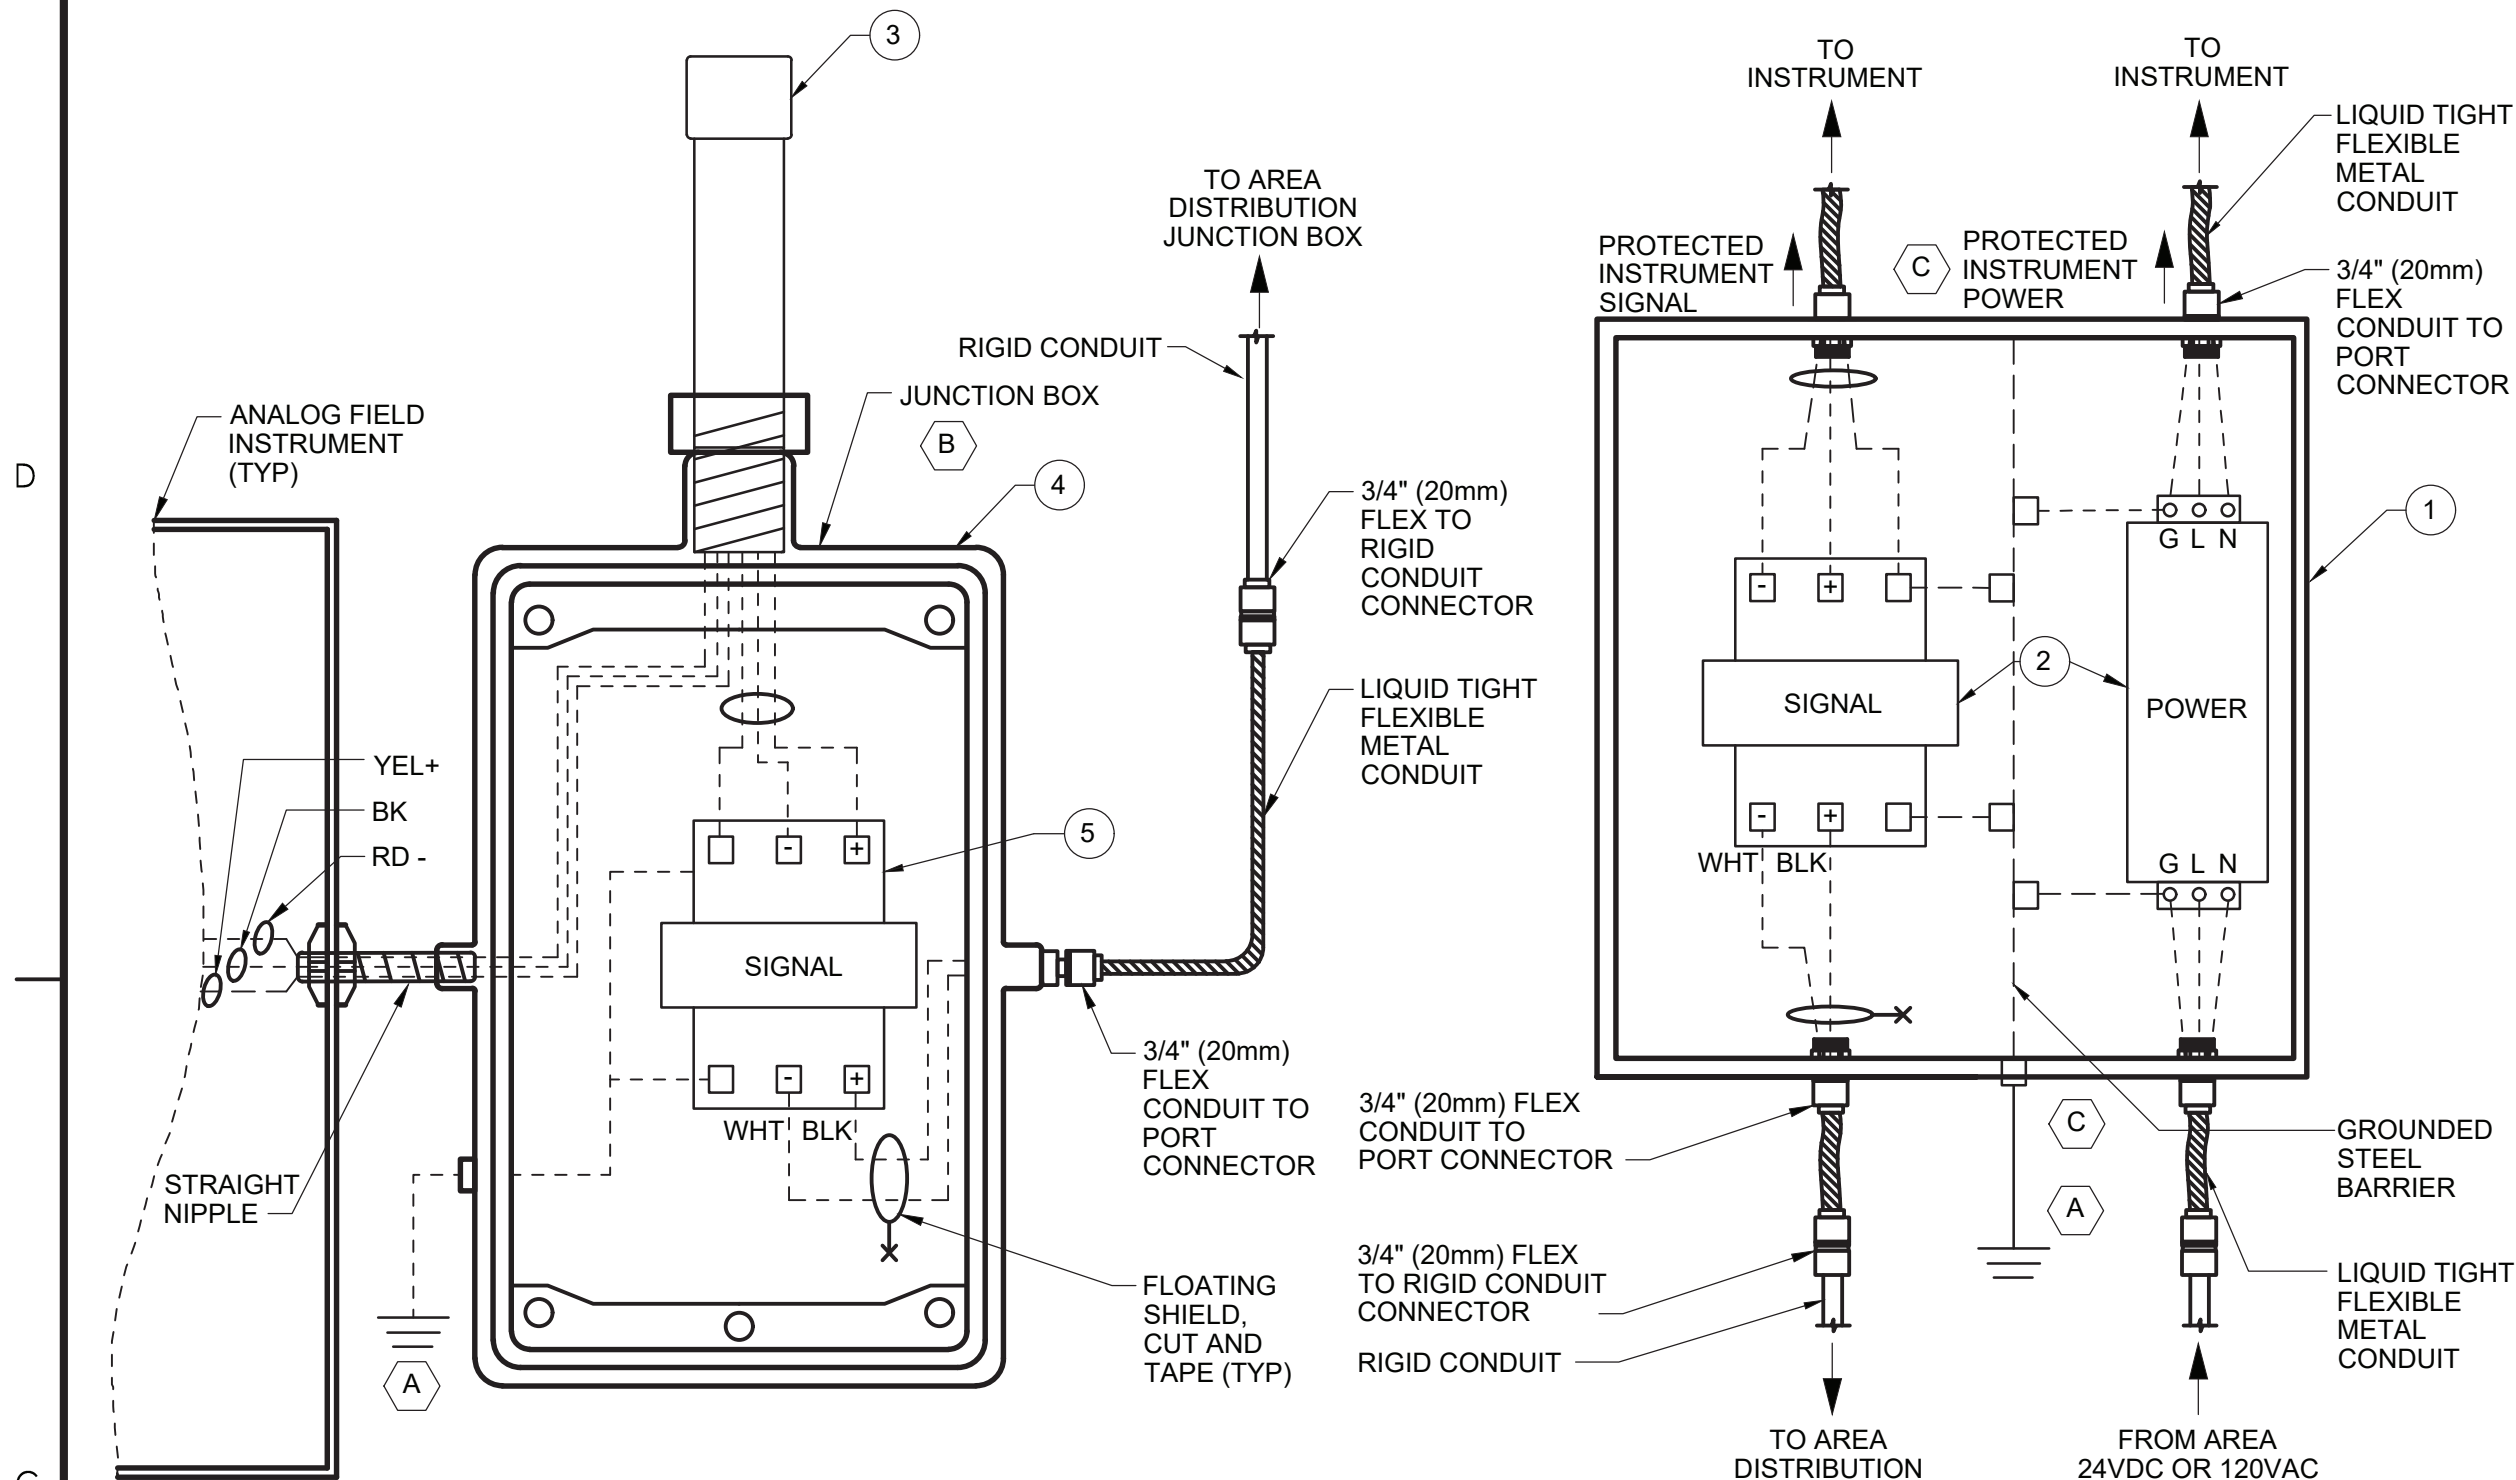 3
TO
INSTRUMENT
TO
INSTRUMENT
LIQUID TIGHT
FLEXIBLE
METAL
CONDUIT
TO AREA
DISTRIBUTION
JUNCTION BOX
PROTECTED
INSTRUMENT
SIGNAL
C
PROTECTED
INSTRUMENT
POWER
3/4" (20mm)
FLEX
CONDUIT TO
PORT
CONNECTOR
RIGID CONDUIT
JUNCTION BOX
B
ANALOG FIELD
INSTRUMENT
(TYP)
D
4
3/4" (20mm)
FLEX TO
RIGID
CONDUIT
CONNECTOR
1
G L N
- +
2
SIGNAL
POWER
LIQUID TIGHT
FLEXIBLE
METAL
CONDUIT
YEL+
BK
RD -
5
- +
- +
WHT BLK
G L N
SIGNAL
- +
WHT BLK
3/4" (20mm)
FLEX
CONDUIT TO
PORT
CONNECTOR
3/4" (20mm) FLEX
CONDUIT TO
PORT CONNECTOR
C
GROUNDED
STEEL
BARRIER
STRAIGHT
NIPPLE
A
FLOATING
SHIELD,
CUT AND
TAPE (TYP)
3/4" (20mm) FLEX
TO RIGID CONDUIT
CONNECTOR
LIQUID TIGHT
FLEXIBLE
METAL
CONDUIT
RIGID CONDUIT
A
TO AREA
DISTRIBUTION
FROM AREA
24VDC OR 120VAC